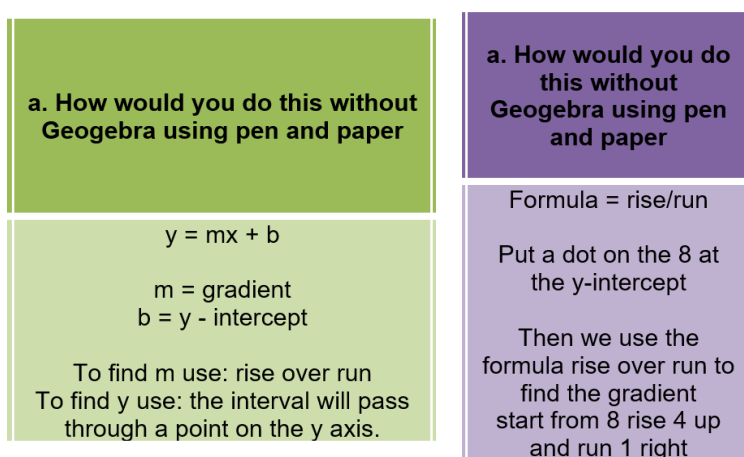 a. How would you do this without
Geogebra using pen and paper
y = mx + b
m = gradient
b = y - intercept
To find m use: rise over run
To find y use: the interval will pass
through a point on the y axis.
a. How would you do
this without
Geogebra using pen
and paper
Formula = rise/run
Put a dot on the 8 at
the y-intercept
Then we use the
formula rise over run to
find the gradient
start from 8 rise 4 up
and run 1 right